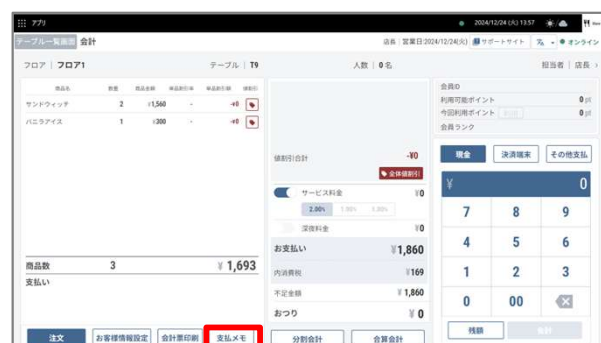 アプリ
2024/12/24 (火) 13:57
テーブル一覧画面 会計
店長 | 営業日:2024/12/24(火) サポートサイト オンライン
フロア | フロア1 テーブル | T9 人数 | 0 名 担当者 | 店長 >
商品名 数量 商品金額 単品割引率 単品割引額 値割引
サンドウィッチ 2 ¥1,560 - -¥0
バニラアイス 1 ¥300 - -¥0
会員ID
利用可能ポイント 0 pt
今回利用ポイント 0 pt
会員ランク
値割引合計 -¥0
全体値割引
サービス料金 ¥0
2.00% 1.00% 5.00%
深夜料金 ¥0
お支払い ¥1,860
内消費税 ¥169
不足金額 ¥1,860
おつり ¥ 0
商品数 3 ¥ 1,693
支払い
現金 決済端末 その他支払
¥ 0
7 8 9
4 5 6
1 2 3
0 00
注文 お客様情報設定 会計票印刷 支払メモ 分割会計 合算会計 残額 会計